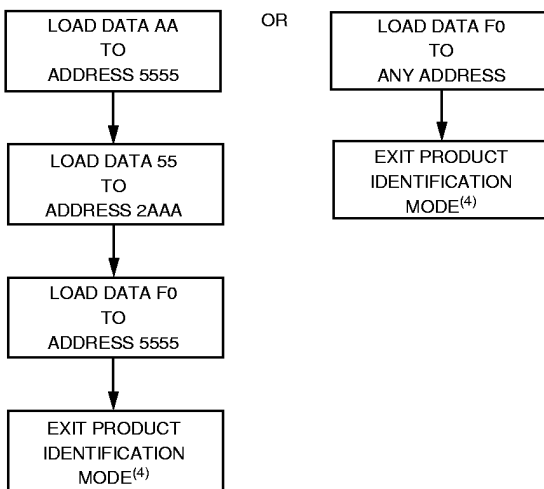 LOAD DATA AA
TO
ADDRESS 5555
LOAD DATA 55
TO
ADDRESS 2AAA
LOAD DATA F0
TO
ADDRESS 5555
EXIT PRODUCT
IDENTIFICATION
MODE(4)
OR
LOAD DATA F0
TO
ANY ADDRESS
EXIT PRODUCT
IDENTIFICATION
MODE(4)